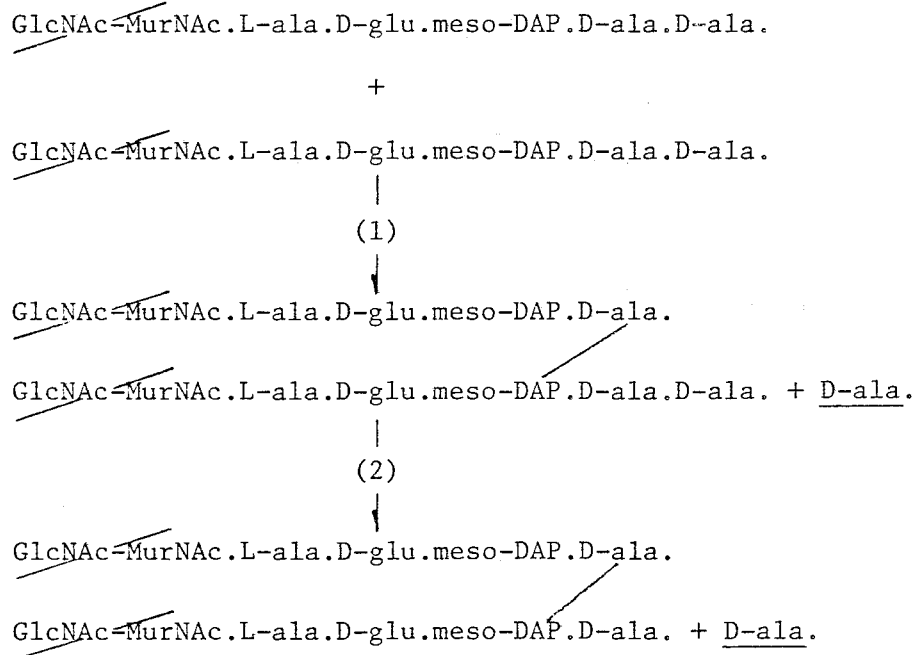 GlcNAc-MurNAc.L-ala.D-glu.meso-DAP.D-ala.D-ala.
+
GlcNAc-MurNAc.L-ala.D-glu.meso-DAP.D-ala.D-ala.
(1)
GlcNAc-MurNAc.L-ala.D-glu.meso-DAP.D-ala.
GlcNAc-MurNAc.L-ala.D-glu.meso-DAP.D-ala.D-ala. + D-ala.
(2)
GlcNAc-MurNAc.L-ala.D-glu.meso-DAP.D-ala.
GlcNAc-MurNAc.L-ala.D-glu.meso-DAP.D-ala. + D-ala.